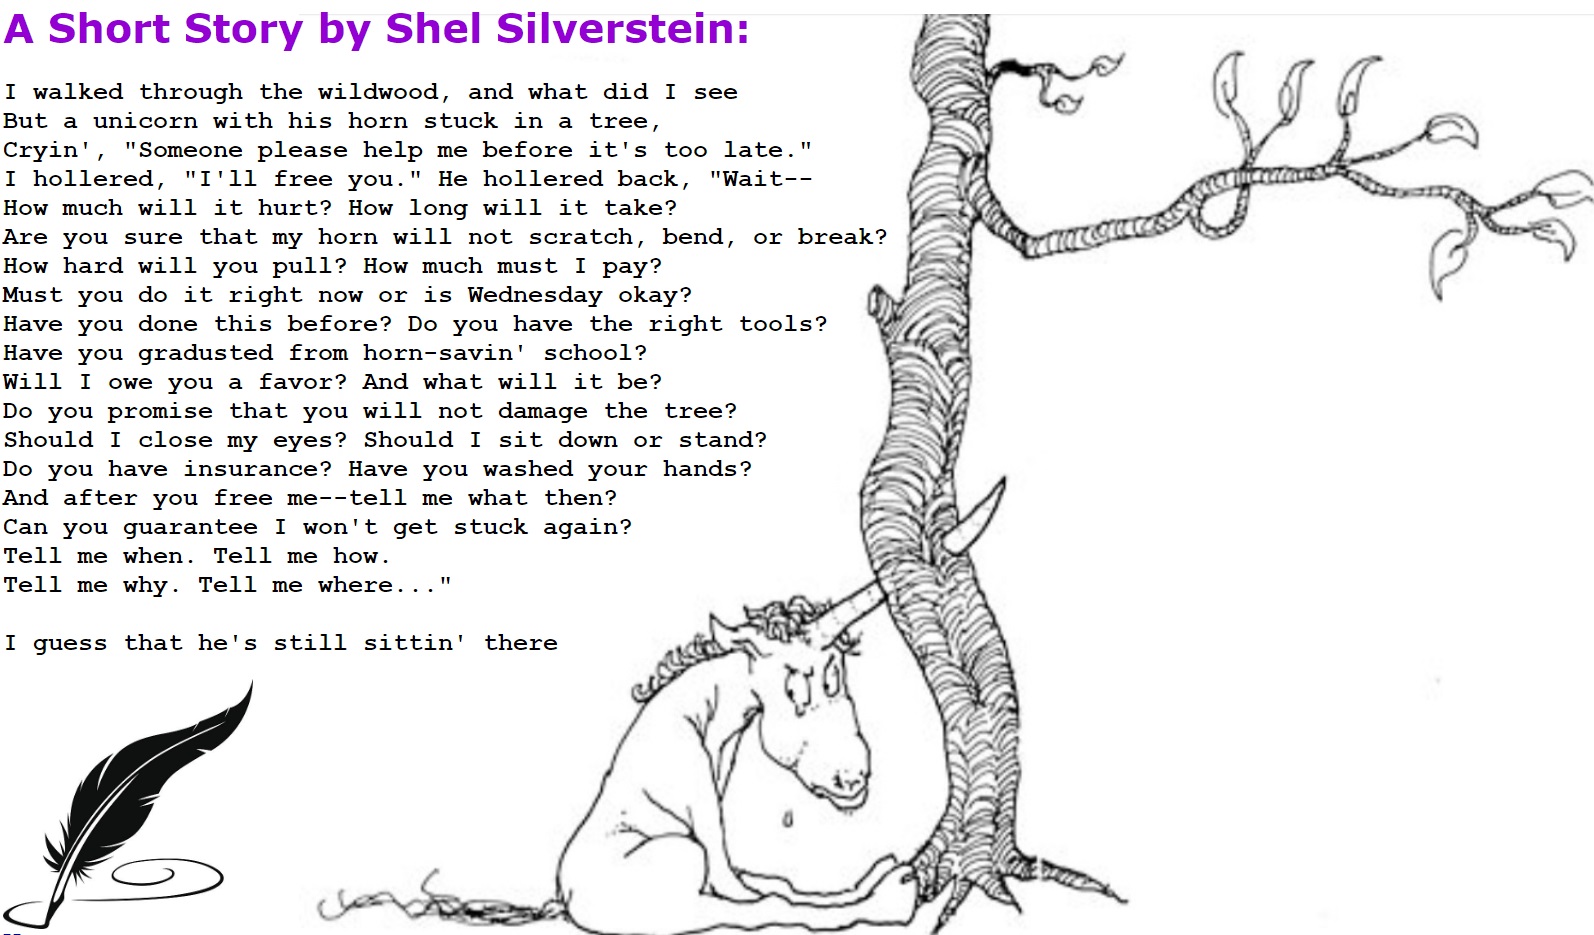 A Short Story by Shel Silverstein:
I walked through the wildwood, and what did I see
But a unicorn with his horn stuck in a tree,
Cryin', "Someone please help me before it's too late."
I hollered, "I'll free you." He hollered back, "Wait--
How much will it hurt? How long will it take?
Are you sure that my horn will not scratch, bend, or break?
How hard will you pull? How much must I pay?
Must you do it right now or is Wednesday okay?
Have you done this before? Do you have the right tools?
Have you gradusted from horn-savin' school?
Will I owe you a favor? And what will it be?
Do you promise that you will not damage the tree?
Should I close my eyes? Should I sit down or stand?
Do you have insurance? Have you washed your hands?
And after you free me--tell me what then?
Can you guarantee I won't get stuck again?
Tell me when. Tell me how.
Tell me why. Tell me where..."
I guess that he's still sittin' there